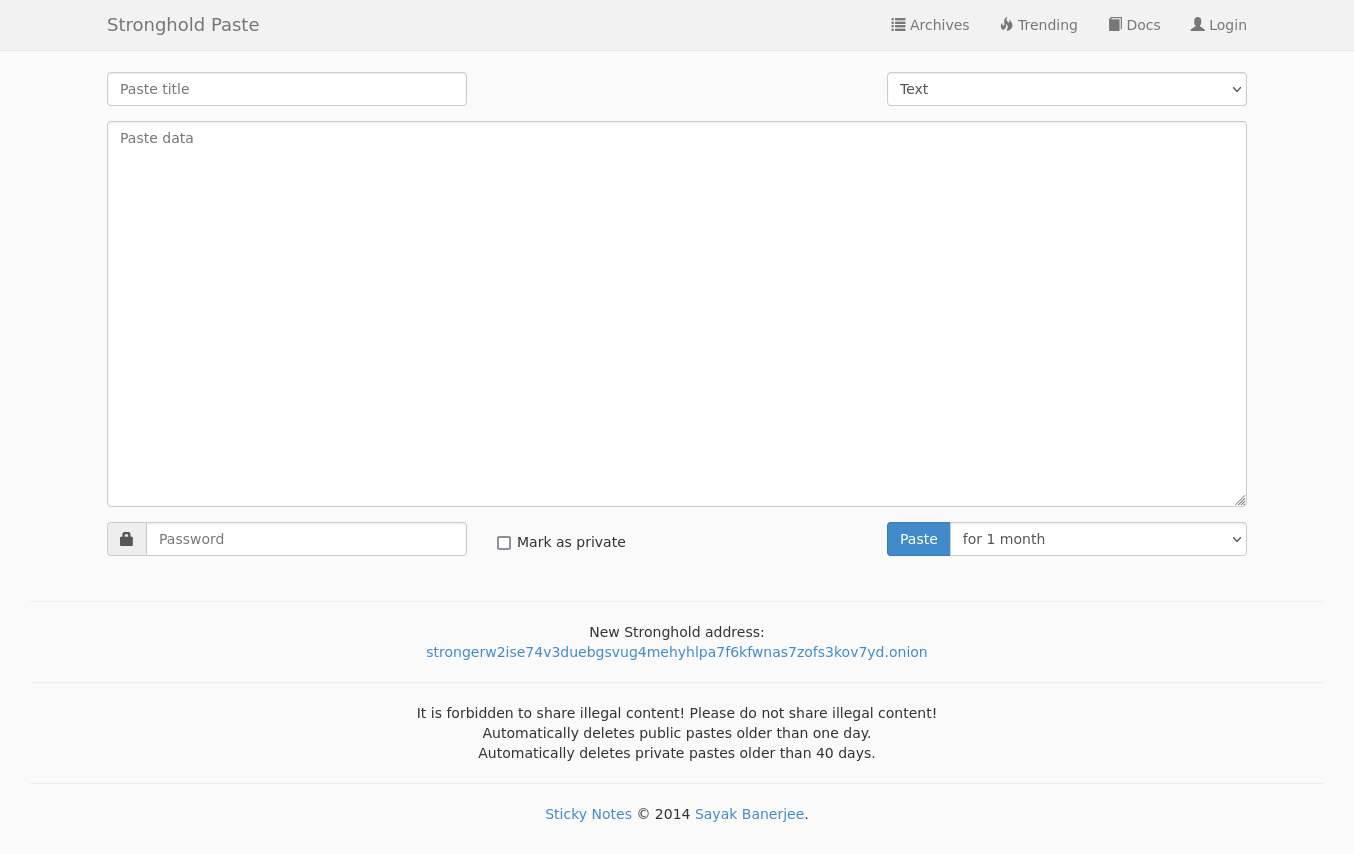 Stronghold Paste
Archives
Trending
Docs
Login
Paste title
Text
Paste data
Password
Mark as private
Paste
for 1 month
New Stronghold address:
strongerw2ise74v3duebgsvug4mehyhlpa7f6kfwnas7zofs3kov7yd.onion
It is forbidden to share illegal content! Please do not share illegal content!
Automatically deletes public pastes older than one day.
Automatically deletes private pastes older than 40 days.
Sticky Notes © 2014 Sayak Banerjee.